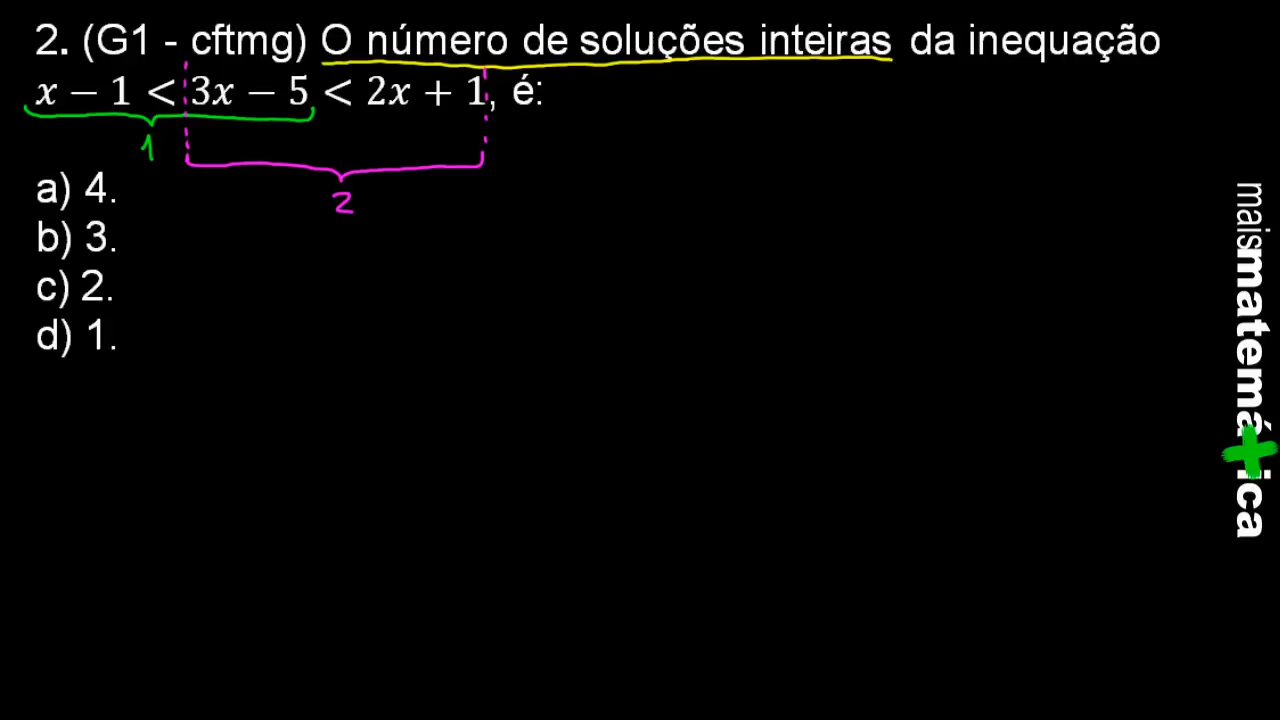 2. (G1 - cftmg) O número de soluções inteiras da inequação
x − 1 < 3x − 5 < 2x + 1, é:
1
2
a) 4.
b) 3.
c) 2.
d) 1.
maismatemática